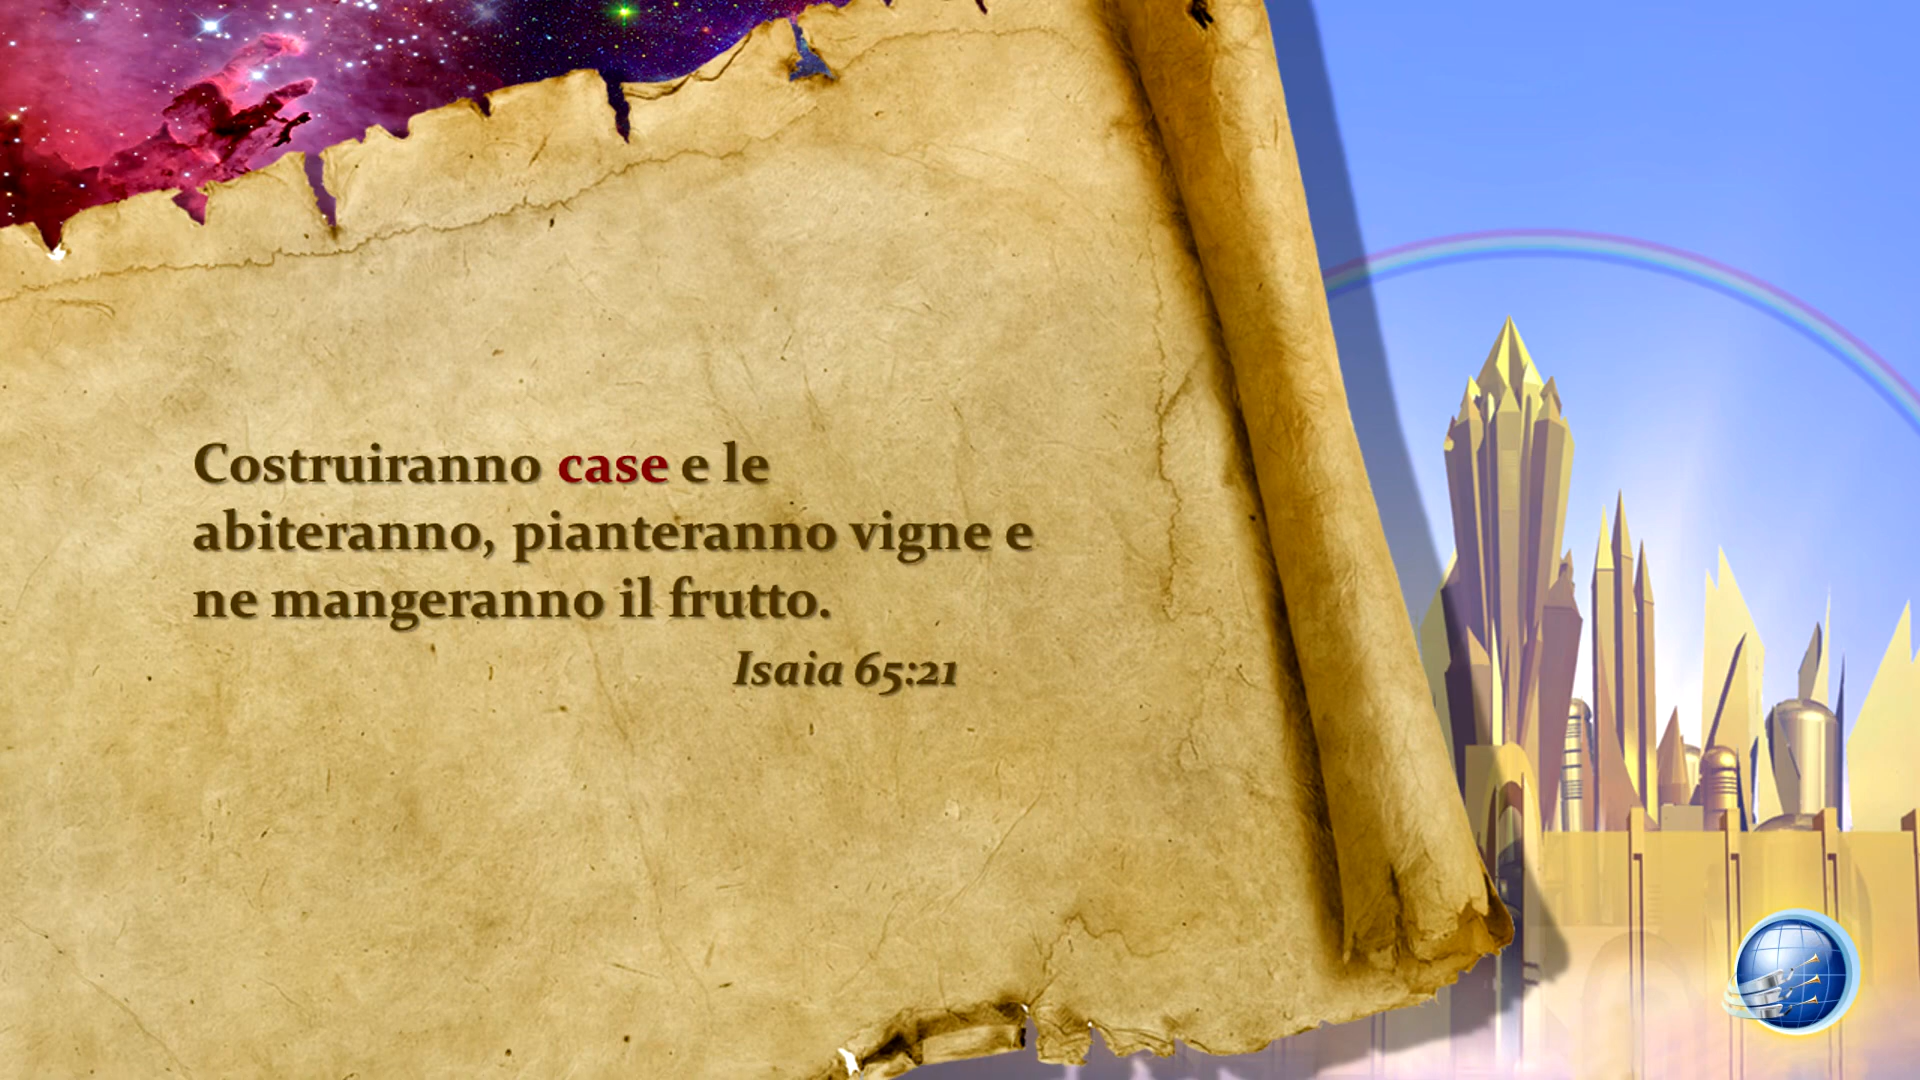 Costruiranno case e le
abiteranno, pianteranno vigne e
ne mangeranno il frutto.
Isaia 65:21